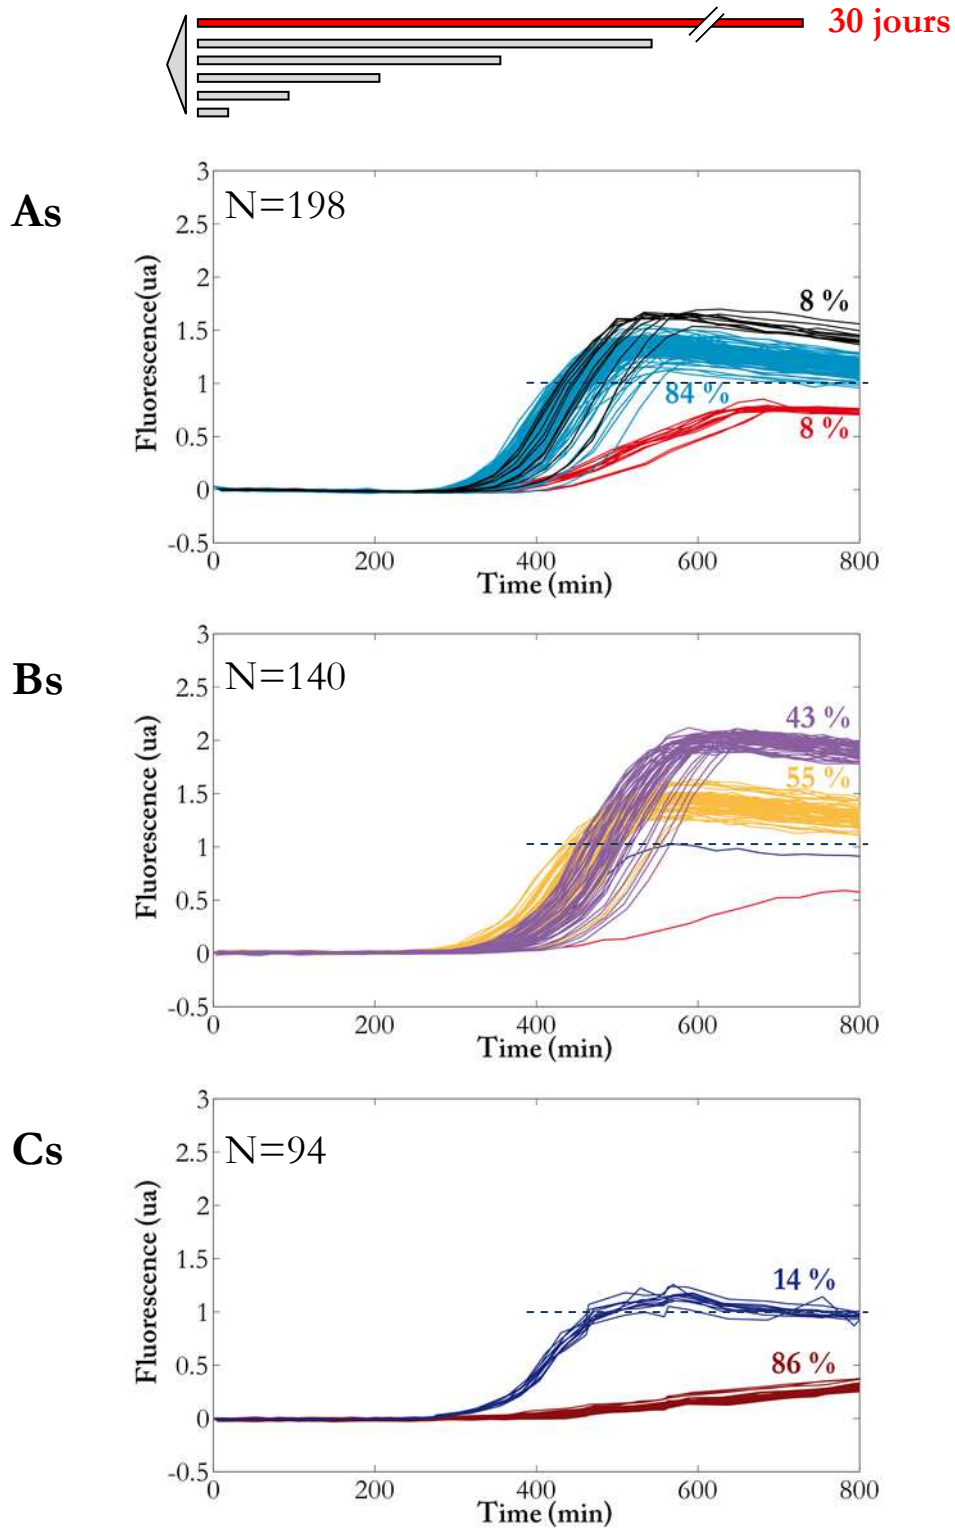 30 jours
As
N=198
3
2.5
2
1.5
1
0.5
0
-0.5
Fluorescence(ua)
8 %
84 %
8 %
0 200 400 600 800
Time (min)
Bs
N=140
3
2.5
2
1.5
1
0.5
0
-0.5
Fluorescence (ua)
43 %
55 %
0 200 400 600 800
Time (min)
Cs
N=94
3
2.5
2
1.5
1
0.5
0
-0.5
Fluorescence (ua)
14 %
86 %
0 200 400 600 800
Time (min)